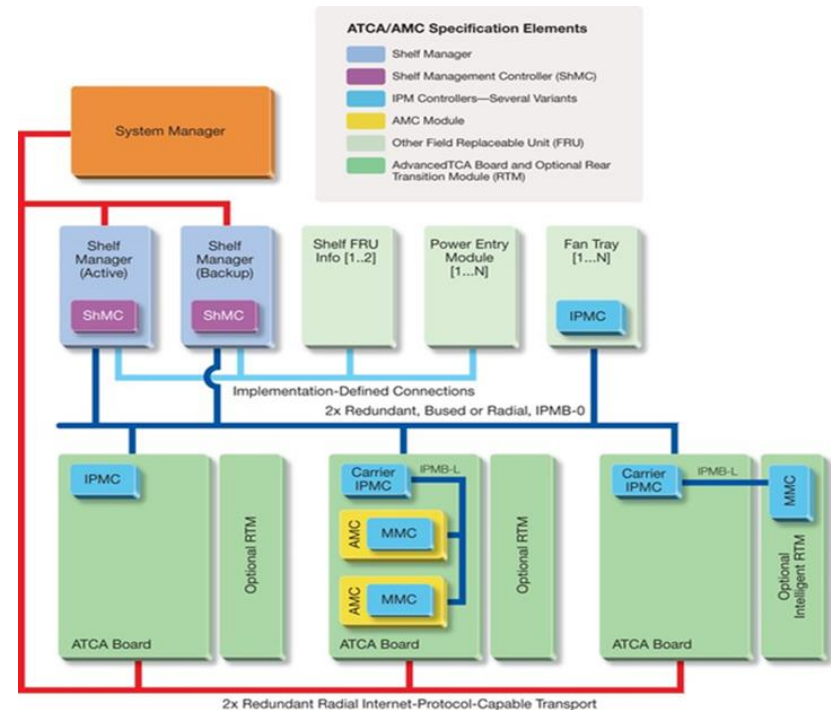 ATCA/AMC Specification Elements
Shelf Manager
Shelf Management Controller (ShMC)
IPM Controllers—Several Variants
AMC Module
Other Field Replaceable Unit (FRU)
AdvancedTCA Board and Optional Rear
Transition Module (RTM)
System Manager
Shelf
Manager
(Active)
ShMC
Shelf
Manager
(Backup)
ShMC
Shelf FRU
Info [1..2]
Power Entry
Module
[1...N]
Fan Tray
[1...N]
IPMC
Implementation-Defined Connections
2x Redundant, Bused or Radial, IPMB-0
IPMC
ATCA Board
Optional RTM
Carrier
IPMC
IPMB-L
AMC
MMC
AMC
MMC
ATCA Board
Optional RTM
Carrier
IPMC
IPMB-L
ATCA Board
MMC
Optional
Intelligent RTM
2x Redundant Radial Internet-Protocol-Capable Transport